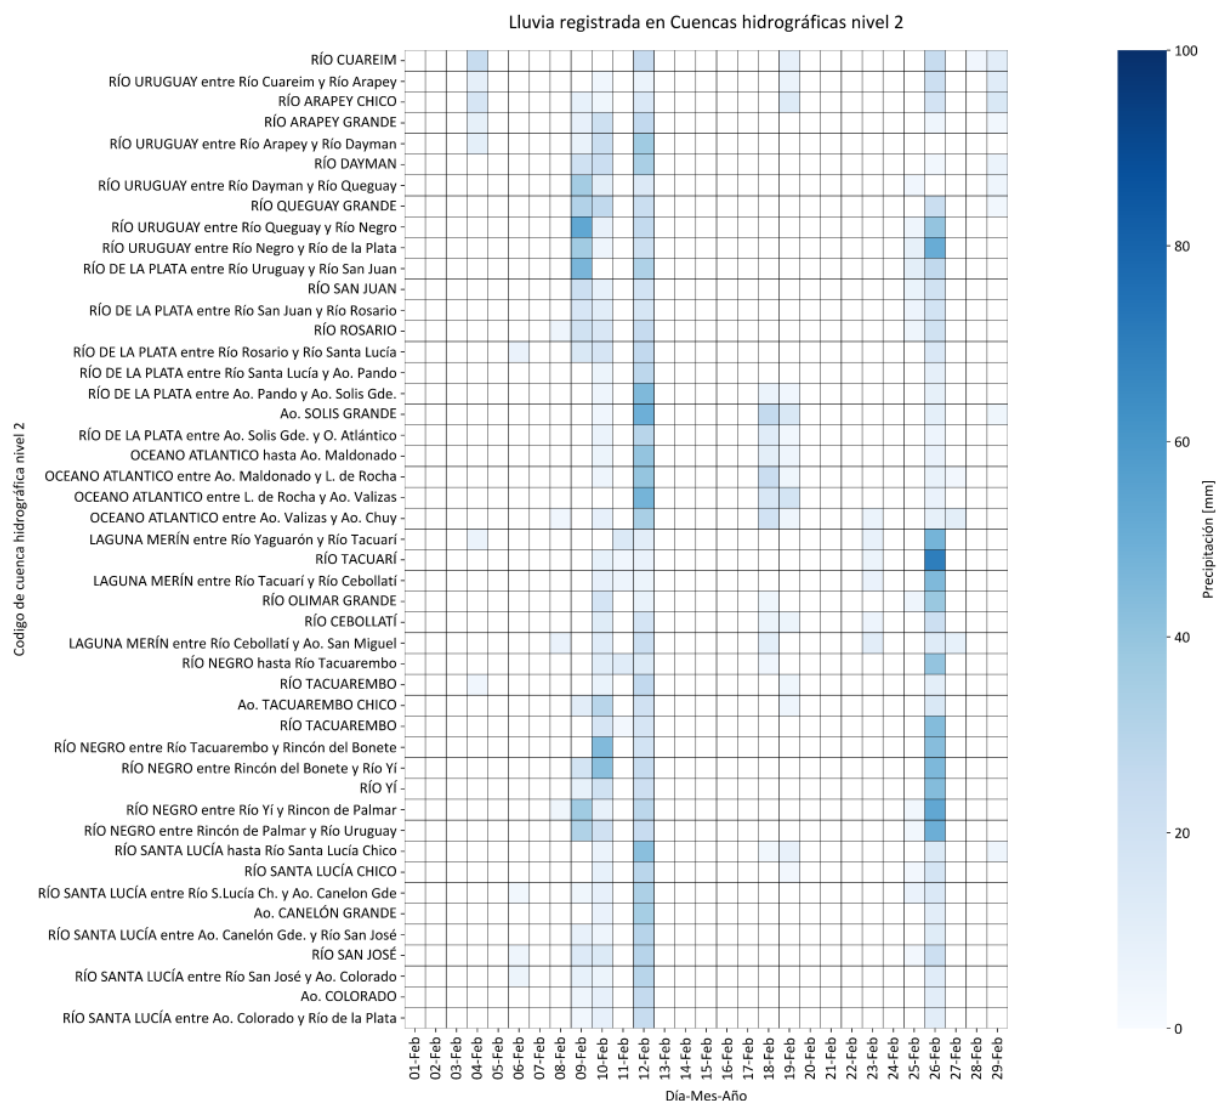 Lluvia registrada en Cuencas hidrográficas nivel 2
Codigo de cuenca hidrográfica nivel 2
RÍO CUAREIM
RÍO URUGUAY entre Río Cuareim y Río Arapey
RÍO ARAPEY CHICO
RÍO ARAPEY GRANDE
RÍO URUGUAY entre Río Arapey y Río Dayman
RÍO DAYMAN
RÍO URUGUAY entre Río Dayman y Río Queguay
RÍO QUEGUAY GRANDE
RÍO URUGUAY entre Río Queguay y Río Negro
RÍO URUGUAY entre Río Negro y Río de la Plata
RÍO DE LA PLATA entre Río Uruguay y Río San Juan
RÍO SAN JUAN
RÍO DE LA PLATA entre Río San Juan y Río Rosario
RÍO ROSARIO
RÍO DE LA PLATA entre Río Rosario y Río Santa Lucía
RÍO DE LA PLATA entre Río Santa Lucía y Ao. Pando
RÍO DE LA PLATA entre Ao. Pando y Ao. Solis Gde.
Ao. SOLIS GRANDE
RÍO DE LA PLATA entre Ao. Solis Gde. y O. Atlántico
OCEANO ATLANTICO hasta Ao. Maldonado
OCEANO ATLANTICO entre Ao. Maldonado y L. de Rocha
OCEANO ATLANTICO entre L. de Rocha y Ao. Valizas
OCEANO ATLANTICO entre Ao. Valizas y Ao. Chuy
LAGUNA MERÍN entre Río Yaguarón y Río Tacuarí
RÍO TACUARÍ
LAGUNA MERÍN entre Río Tacuarí y Río Cebollatí
RÍO OLIMAR GRANDE
RÍO CEBOLLATÍ
LAGUNA MERÍN entre Río Cebollatí y Ao. San Miguel
RÍO NEGRO hasta Río Tacuarembo
RÍO TACUAREMBO
Ao. TACUAREMBO CHICO
RÍO TACUAREMBO
RÍO NEGRO entre Río Tacuarembo y Rincón del Bonete
RÍO NEGRO entre Rincón del Bonete y Río Yí
RÍO YÍ
RÍO NEGRO entre Río Yí y Rincon de Palmar
RÍO NEGRO entre Rincón de Palmar y Río Uruguay
RÍO SANTA LUCÍA hasta Río Santa Lucía Chico
RÍO SANTA LUCÍA CHICO
RÍO SANTA LUCÍA entre Río S.Lucía Ch. y Ao. Canelon Gde
Ao. CANELÓN GRANDE
RÍO SANTA LUCÍA entre Ao. Canelón Gde. y Río San José
RÍO SAN JOSÉ
RÍO SANTA LUCÍA entre Río San José y Ao. Colorado
Ao. COLORADO
RÍO SANTA LUCÍA entre Ao. Colorado y Río de la Plata
01-Feb
02-Feb
03-Feb
04-Feb
05-Feb
06-Feb
07-Feb
08-Feb
09-Feb
10-Feb
11-Feb
12-Feb
13-Feb
14-Feb
15-Feb
16-Feb
17-Feb
18-Feb
19-Feb
20-Feb
21-Feb
22-Feb
23-Feb
24-Feb
25-Feb
26-Feb
27-Feb
28-Feb
29-Feb
Día-Mes-Año
100
80
60
40
20
0
Precipitación [mm]